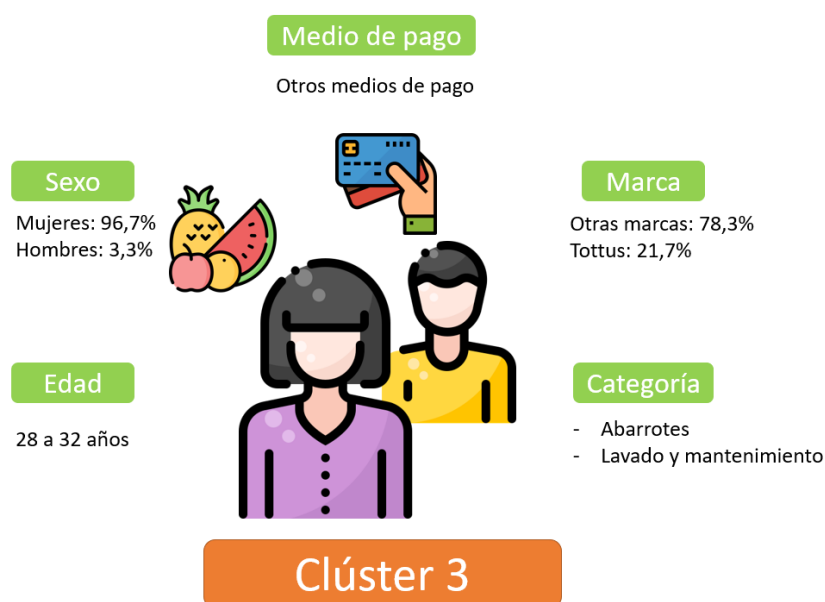 Medio de pago
Otros medios de pago
Sexo
Mujeres: 96,7%
Hombres: 3,3%
Marca
Otras marcas: 78,3%
Tottus: 21,7%
Edad
28 a 32 años
Categoría
- Abarrotes
- Lavado y mantenimiento
Clúster 3